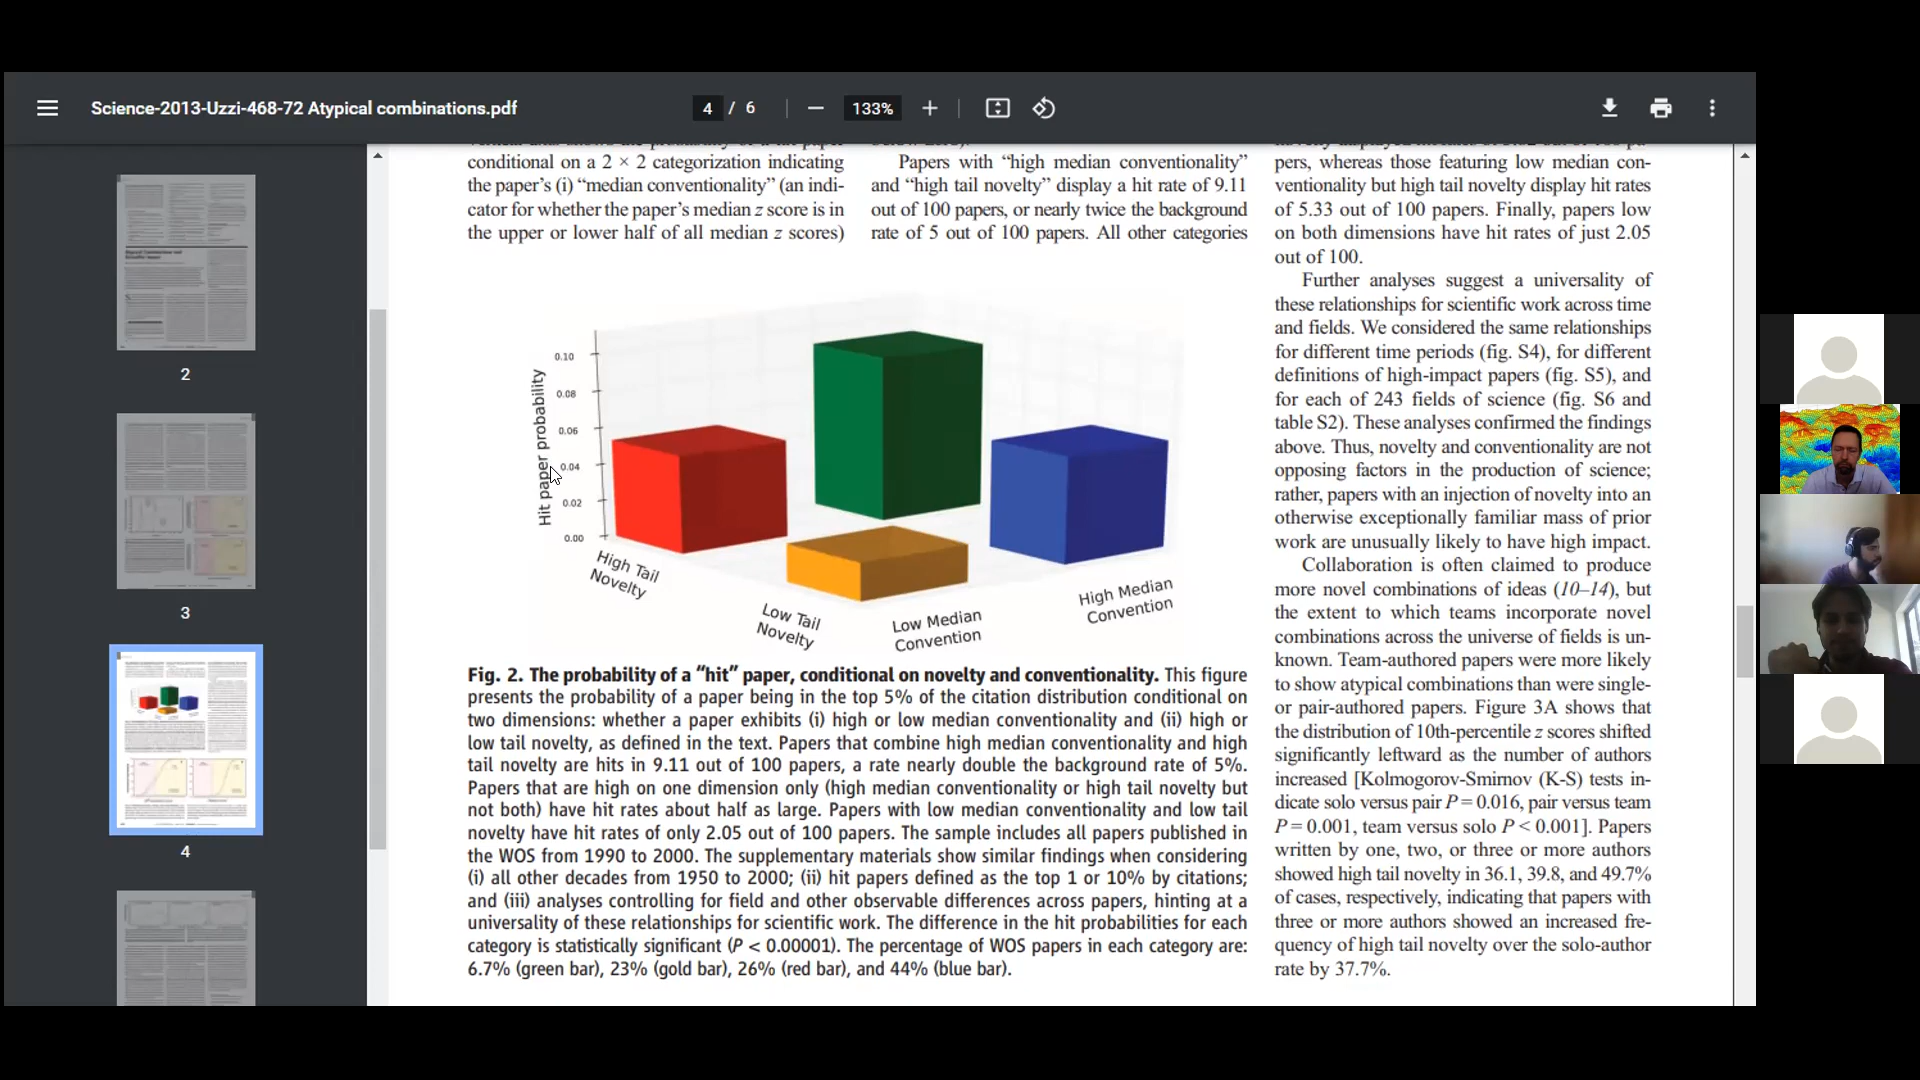 Science-2013-Uzzi-468-72 Atypical combinations.pdf
4 / 6
133%
2
3
4
conditional on a 2 × 2 categorization indicating
the paper's (i) “median conventionality” (an indi-
cator for whether the paper's median z score is in
the upper or lower half of all median z scores)
Papers with “high median conventionality”
and “high tail novelty” display a hit rate of 9.11
out of 100 papers, or nearly twice the background
rate of 5 out of 100 papers. All other categories
Hit paper probability
0.10
0.08
0.06
0.04
0.02
0.00
High Tail
Novelty
Low Tail
Novelty
Low Median
Convention
High Median
Convention
Fig. 2. The probability of a “hit” paper, conditional on novelty and conventionality. This figure
presents the probability of a paper being in the top 5% of the citation distribution conditional on
two dimensions: whether a paper exhibits (i) high or low median conventionality and (ii) high or
low tail novelty, as defined in the text. Papers that combine high median conventionality and high
tail novelty are hits in 9.11 out of 100 papers, a rate nearly double the background rate of 5%.
Papers that are high on one dimension only (high median conventionality or high tail novelty but
not both) have hit rates about half as large. Papers with low median conventionality and low tail
novelty have hit rates of only 2.05 out of 100 papers. The sample includes all papers published in
the WOS from 1990 to 2000. The supplementary materials show similar findings when considering
(i) all other decades from 1950 to 2000; (ii) hit papers defined as the top 1 or 10% by citations;
and (iii) analyses controlling for field and other observable differences across papers, hinting at a
universality of these relationships for scientific work. The difference in the hit probabilities for each
category is statistically significant (P < 0.00001). The percentage of WOS papers in each category are:
6.7% (green bar), 23% (gold bar), 26% (red bar), and 44% (blue bar).
pers, whereas those featuring low median con-
ventionality but high tail novelty display hit rates
of 5.33 out of 100 papers. Finally, papers low
on both dimensions have hit rates of just 2.05
out of 100.
Further analyses suggest a universality of
these relationships for scientific work across time
and fields. We considered the same relationships
for different time periods (fig. S4), for different
definitions of high-impact papers (fig. S5), and
for each of 243 fields of science (fig. S6 and
table S2). These analyses confirmed the findings
above. Thus, novelty and conventionality are not
opposing factors in the production of science;
rather, papers with an injection of novelty into an
otherwise exceptionally familiar mass of prior
work are unusually likely to have high impact.
Collaboration is often claimed to produce
more novel combinations of ideas (10–14), but
the extent to which teams incorporate novel
combinations across the universe of fields is un-
known. Team-authored papers were more likely
to show atypical combinations than were single-
or pair-authored papers. Figure 3A shows that
the distribution of 10th-percentile z scores shifted
significantly leftward as the number of authors
increased [Kolmogorov-Smirnov (K-S) tests in-
dicate solo versus pair P = 0.016, pair versus team
P = 0.001, team versus solo P < 0.001]. Papers
written by one, two, or three or more authors
showed high tail novelty in 36.1, 39.8, and 49.7%
of cases, respectively, indicating that papers with
three or more authors showed an increased fre-
quency of high tail novelty over the solo-author
rate by 37.7%.